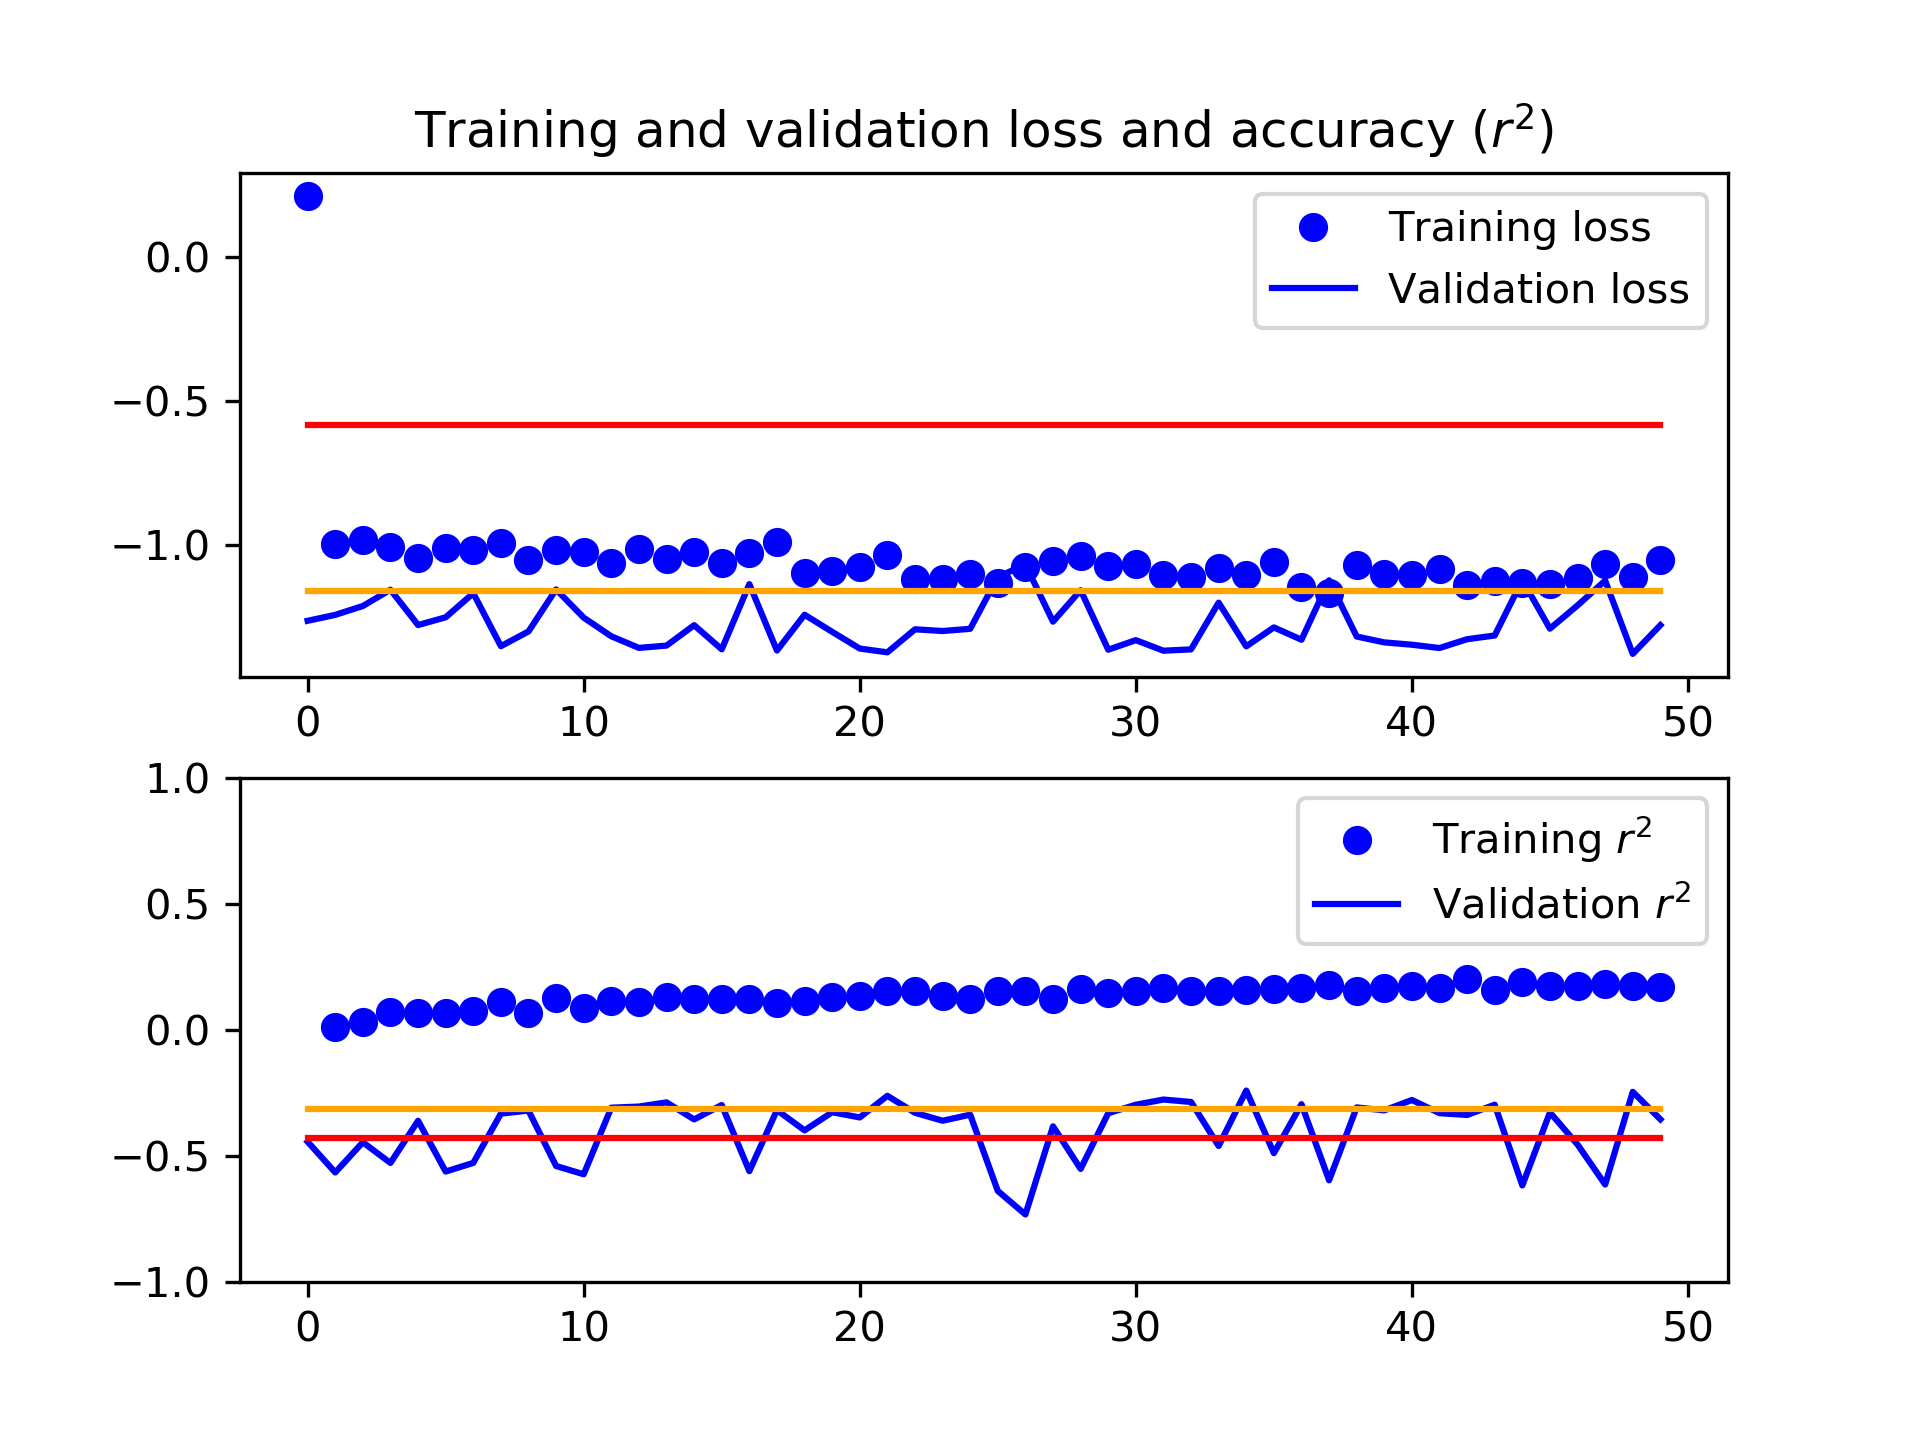 Training and validation loss and accuracy (r²)
0.0
−0.5
−1.0
Training loss
Validation loss
0 10 20 30 40 50
1.0
0.5
0.0
−0.5
−1.0
Training r²
Validation r²
0 10 20 30 40 50